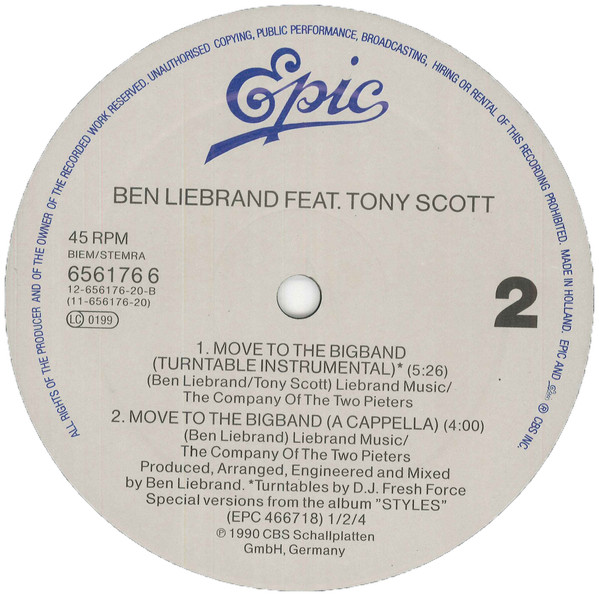 ALL RIGHTS OF THE PRODUCER AND OF THE OWNER OF THE RECORDED WORK RESERVED. UNAUTHORISED COPYING, PUBLIC PERFORMANCE, BROADCASTING, HIRING OR RENTAL OF THIS RECORDING PROHIBITED. MADE IN HOLLAND. EPIC AND Epic ® CBS INC.
Epic
BEN LIEBRAND FEAT. TONY SCOTT
45 RPM
BIEM/STEMRA
656176 6
12-656176-20-B
(11-656176-20)
LC 0199
2
1. MOVE TO THE BIGBAND
(TURNTABLE INSTRUMENTAL)* (5:26)
(Ben Liebrand/Tony Scott) Liebrand Music/
The Company Of The Two Pieters
2. MOVE TO THE BIGBAND (A CAPPELLA) (4:00)
(Ben Liebrand) Liebrand Music/
The Company Of The Two Pieters
Produced, Arranged, Engineered and Mixed
by Ben Liebrand. *Turntables by D.J. Fresh Force
Special versions from the album "STYLES"
(EPC 466718) 1/2/4
℗ 1990 CBS Schallplatten
GmbH, Germany